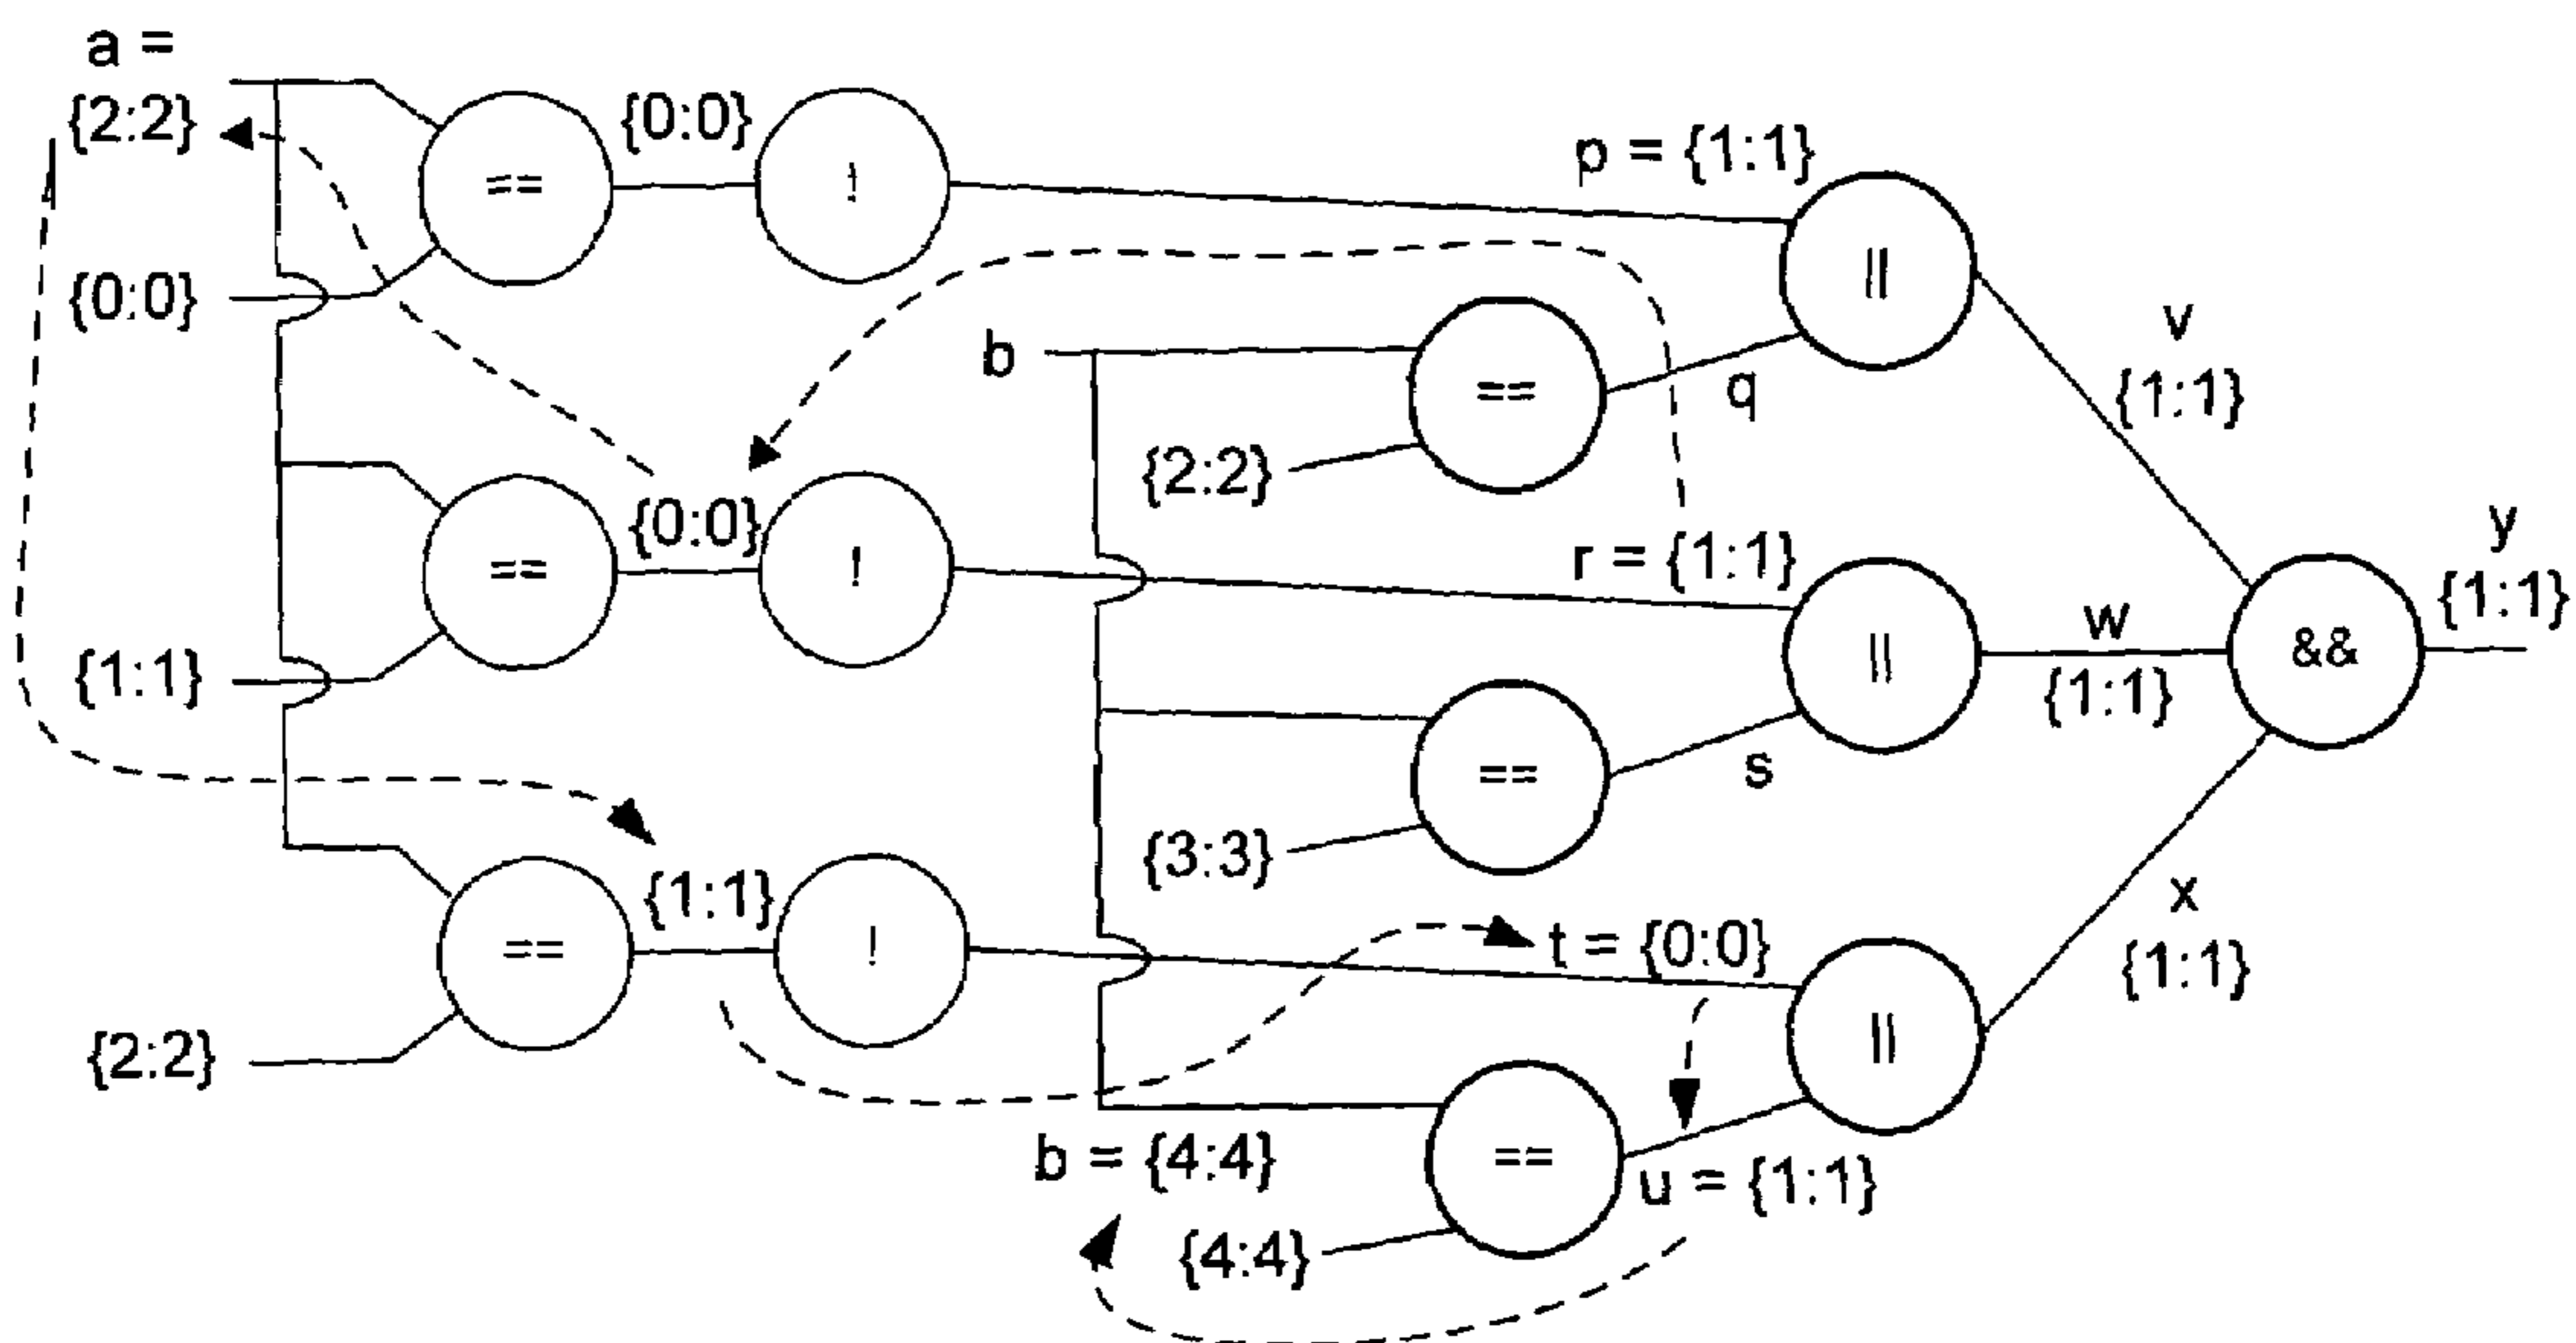 a =
{2:2}
==
{0:0}
!
p = {1:1}
||
{0:0}
b
==
q
{2:2}
v
{1:1}
==
{0:0}
!
r = {1:1}
||
w
{1:1}
&&
y
{1:1}
{1:1}
==
s
{3:3}
==
{1:1}
!
t = {0:0}
||
x
{1:1}
{2:2}
b = {4:4}
==
u = {1:1}
{4:4}